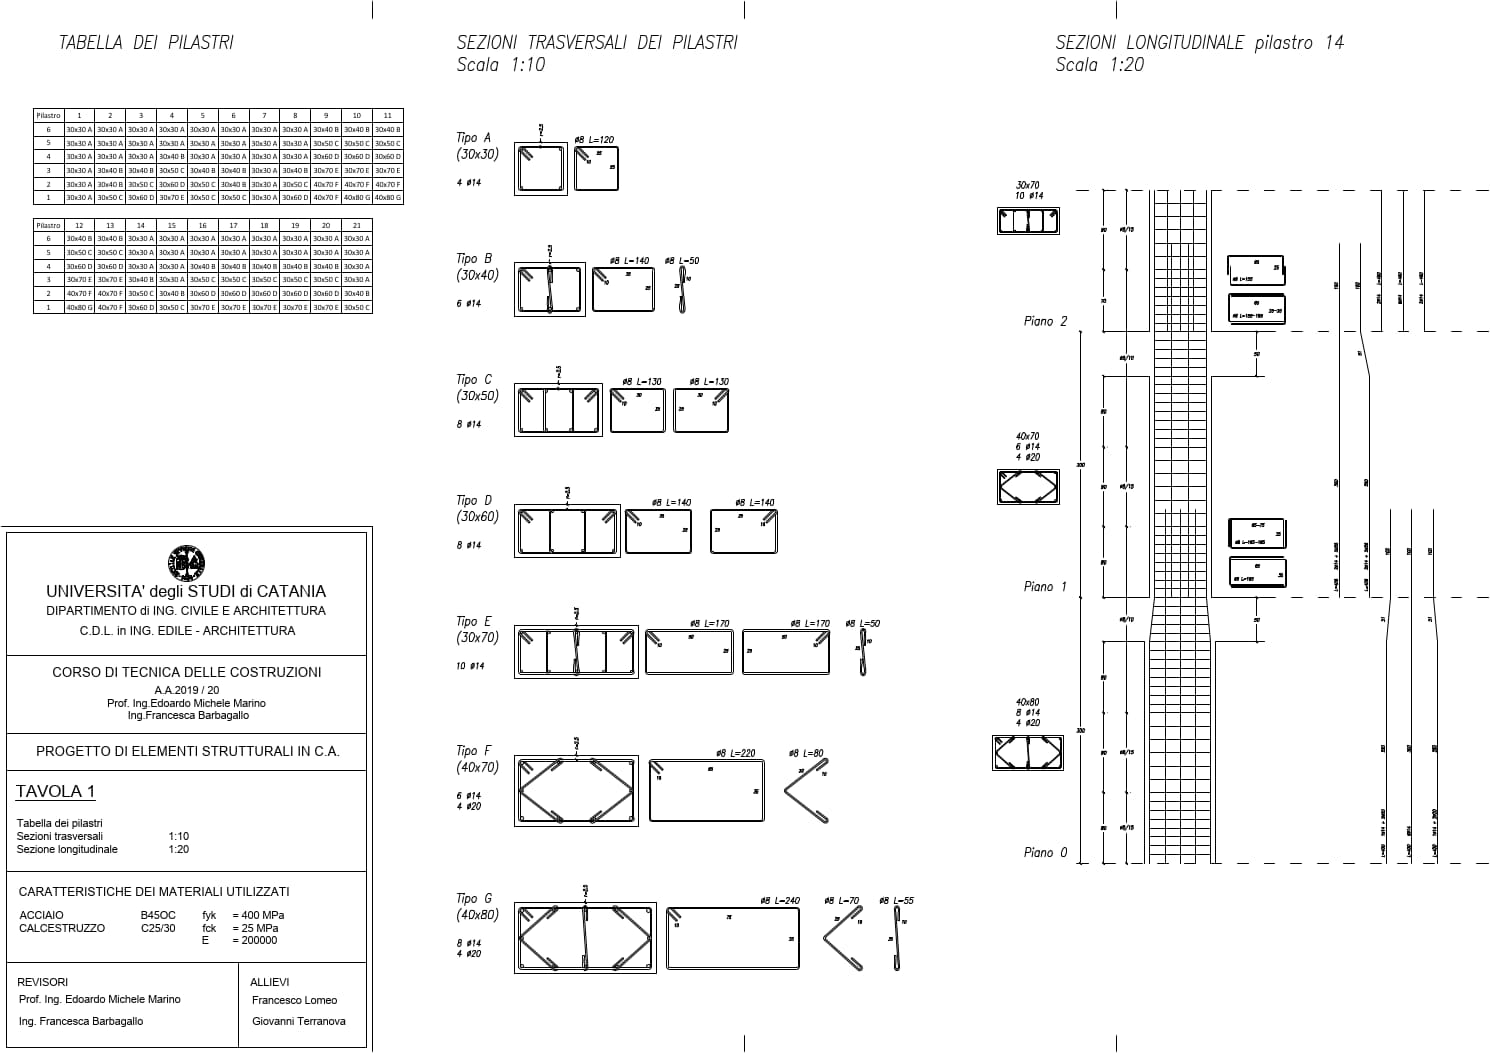 TABELLA DEI PILASTRI
Pilastro 1 2 3 4 5 6 7 8 9 10 11
6 30x30 A 30x30 A 30x30 A 30x30 A 30x30 A 30x30 A 30x30 A 30x30 A 30x40 B 30x40 B 30x40 B
5 30x30 A 30x30 A 30x30 A 30x30 A 30x30 A 30x30 A 30x30 A 30x30 A 30x50 C 30x50 C 30x50 C
4 30x30 A 30x30 A 30x30 A 30x40 B 30x30 A 30x30 A 30x30 A 30x30 A 30x60 D 30x60 D 30x60 D
3 30x30 A 30x40 B 30x40 B 30x50 C 30x40 B 30x40 B 30x30 A 30x40 B 30x70 E 30x70 E 30x70 E
2 30x30 A 30x40 B 30x50 C 30x60 D 30x50 C 30x40 B 30x30 A 30x50 C 40x70 F 40x70 F 40x70 F
1 30x30 A 30x50 C 30x60 D 30x70 E 30x50 C 30x50 C 30x30 A 30x60 D 40x70 F 40x80 G 40x80 G
Pilastro 12 13 14 15 16 17 18 19 20 21
6 30x40 B 30x40 B 30x30 A 30x30 A 30x30 A 30x30 A 30x30 A 30x30 A 30x30 A 30x30 A
5 30x50 C 30x50 C 30x30 A 30x30 A 30x30 A 30x30 A 30x30 A 30x30 A 30x30 A 30x30 A
4 30x60 D 30x60 D 30x30 A 30x30 A 30x40 B 30x40 B 30x40 B 30x40 B 30x40 B 30x30 A
3 30x70 E 30x70 E 30x40 B 30x30 A 30x50 C 30x50 C 30x50 C 30x50 C 30x50 C 30x30 A
2 40x70 F 40x70 F 30x50 C 30x40 B 30x60 D 30x60 D 30x60 D 30x60 D 30x60 D 30x40 B
1 40x80 G 40x70 F 30x60 D 30x50 C 30x70 E 30x70 E 30x70 E 30x70 E 30x70 E 30x50 C
UNIVERSITA' degli STUDI di CATANIA
DIPARTIMENTO di ING. CIVILE E ARCHITETTURA
C.D.L. in ING. EDILE - ARCHITETTURA
CORSO DI TECNICA DELLE COSTRUZIONI
A.A.2019 / 20
Prof. Ing.Edoardo Michele Marino
Ing.Francesca Barbagallo
PROGETTO DI ELEMENTI STRUTTURALI IN C.A.
TAVOLA 1
Tabella dei pilastri
Sezioni trasversali 1:10
Sezione longitudinale 1:20
CARATTERISTICHE DEI MATERIALI UTILIZZATI
ACCIAIO B45OC fyk = 400 MPa
CALCESTRUZZO C25/30 fck = 25 MPa
E = 200000
REVISORI
Prof. Ing. Edoardo Michele Marino
Ing. Francesca Barbagallo
ALLIEVI
Francesco Lomeo
Giovanni Terranova
SEZIONI TRASVERSALI DEI PILASTRI
Scala 1:10
Tipo A
(30x30)
4 ø14
ø8 L=120
Tipo B
(30x40)
6 ø14
ø8 L=140
ø8 L=50
Tipo C
(30x50)
8 ø14
ø8 L=130
ø8 L=130
Tipo D
(30x60)
8 ø14
ø8 L=140
ø8 L=140
Tipo E
(30x70)
10 ø14
ø8 L=170
ø8 L=170
ø8 L=50
Tipo F
(40x70)
6 ø14
4 ø20
ø8 L=220
ø8 L=80
Tipo G
(40x80)
8 ø14
4 ø20
ø8 L=240
ø8 L=70
ø8 L=55
SEZIONI LONGITUDINALE pilastro 14
Scala 1:20
30x70
10 ø14
Piano 2
40x70
6 ø14
4 ø20
Piano 1
40x80
8 ø14
4 ø20
Piano 0